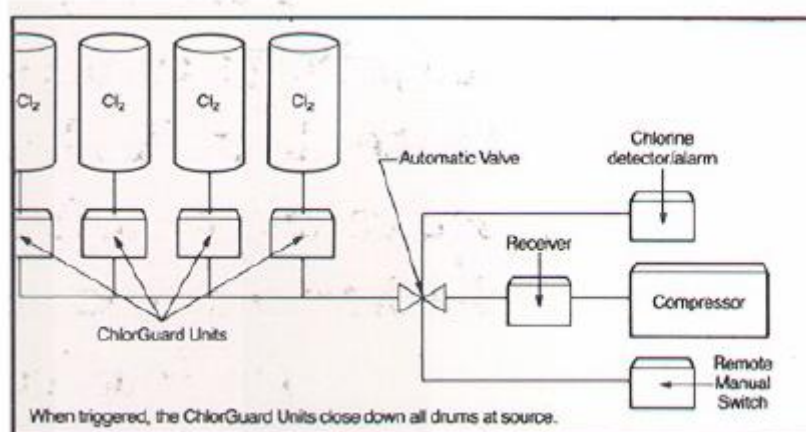 Cl₂
Cl₂
Cl₂
Cl₂
Automatic Valve
Chlorine
detector/alarm
Receiver
Compressor
ChlorGuard Units
Remote
Manual
Switch
When triggered, the ChlorGuard Units close down all drums at source.